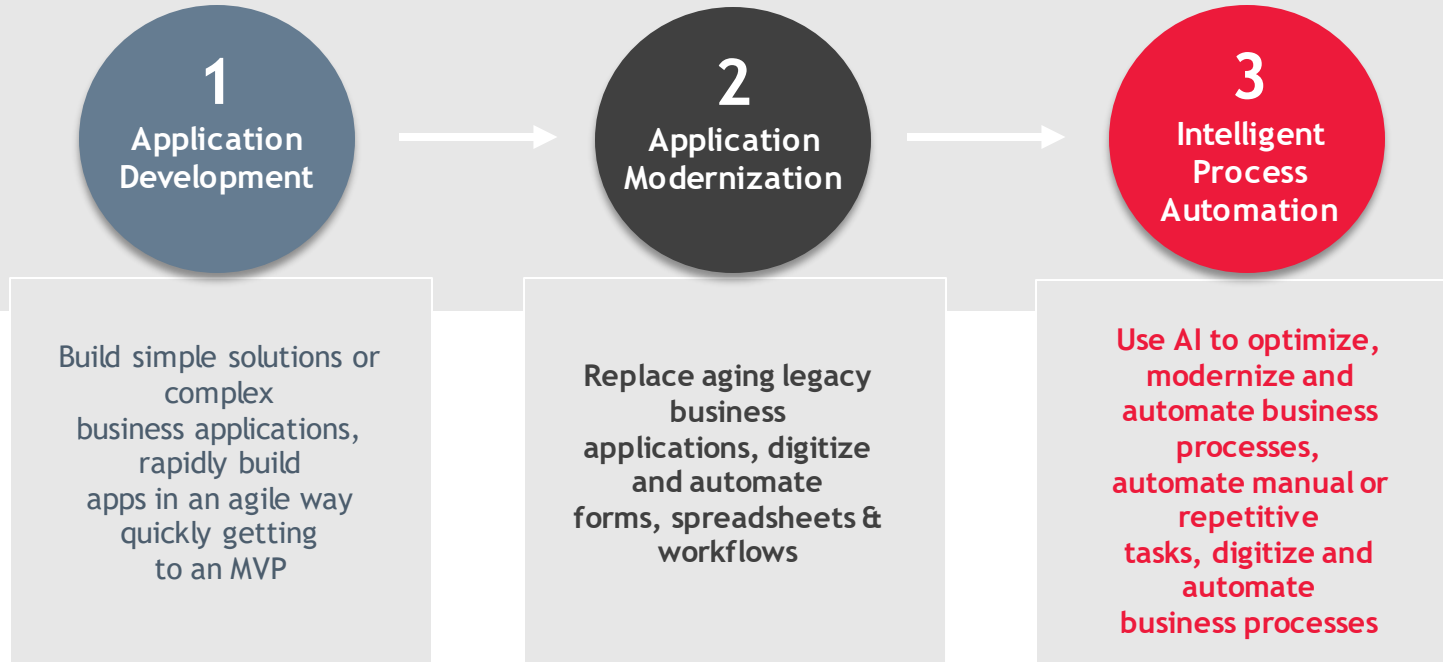 1
Application
Development
Build simple solutions or
complex
business applications,
rapidly build
apps in an agile way
quickly getting
to an MVP
2
Application
Modernization
Replace aging legacy
business
applications, digitize
and automate
forms, spreadsheets &
workflows
3
Intelligent
Process
Automation
Use AI to optimize,
modernize and
automate business
processes,
automate manual or
repetitive
tasks, digitize and
automate
business processes